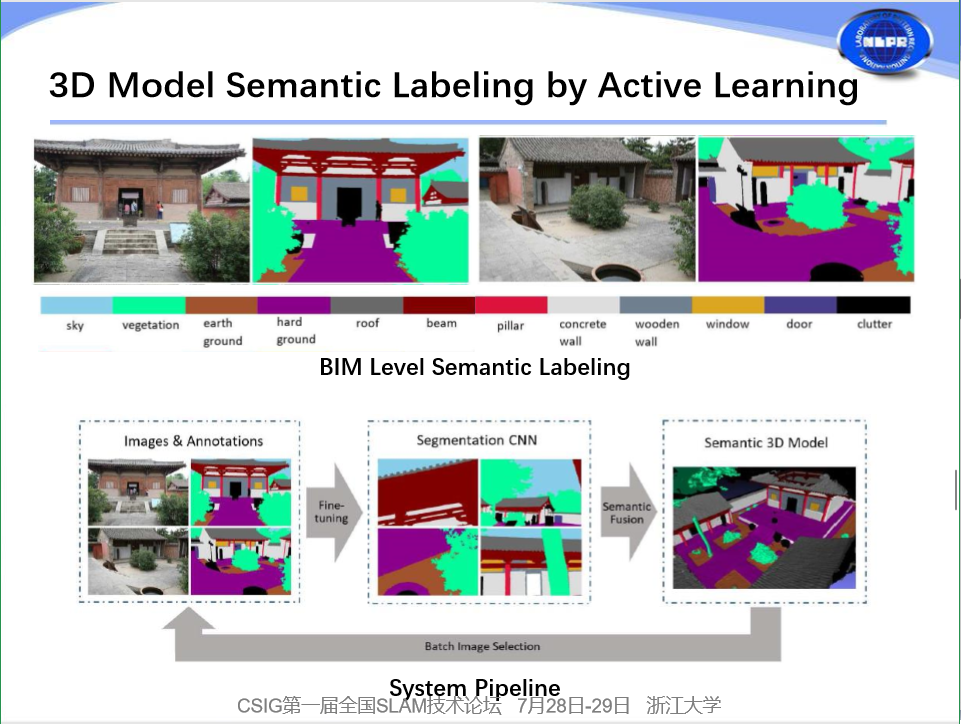 NLPR
3D Model Semantic Labeling by Active Learning
sky
vegetation
earth
ground
hard
ground
roof
beam
pillar
concrete
wall
wooden
wall
window
door
clutter
BIM Level Semantic Labeling
Images & Annotations
Segmentation CNN
Semantic 3D Model
Fine-
tuning
Semantic
Fusion
Batch Image Selection
System Pipeline
CSIG第一届全国SLAM技术论坛 7月28日-29日 浙江大学